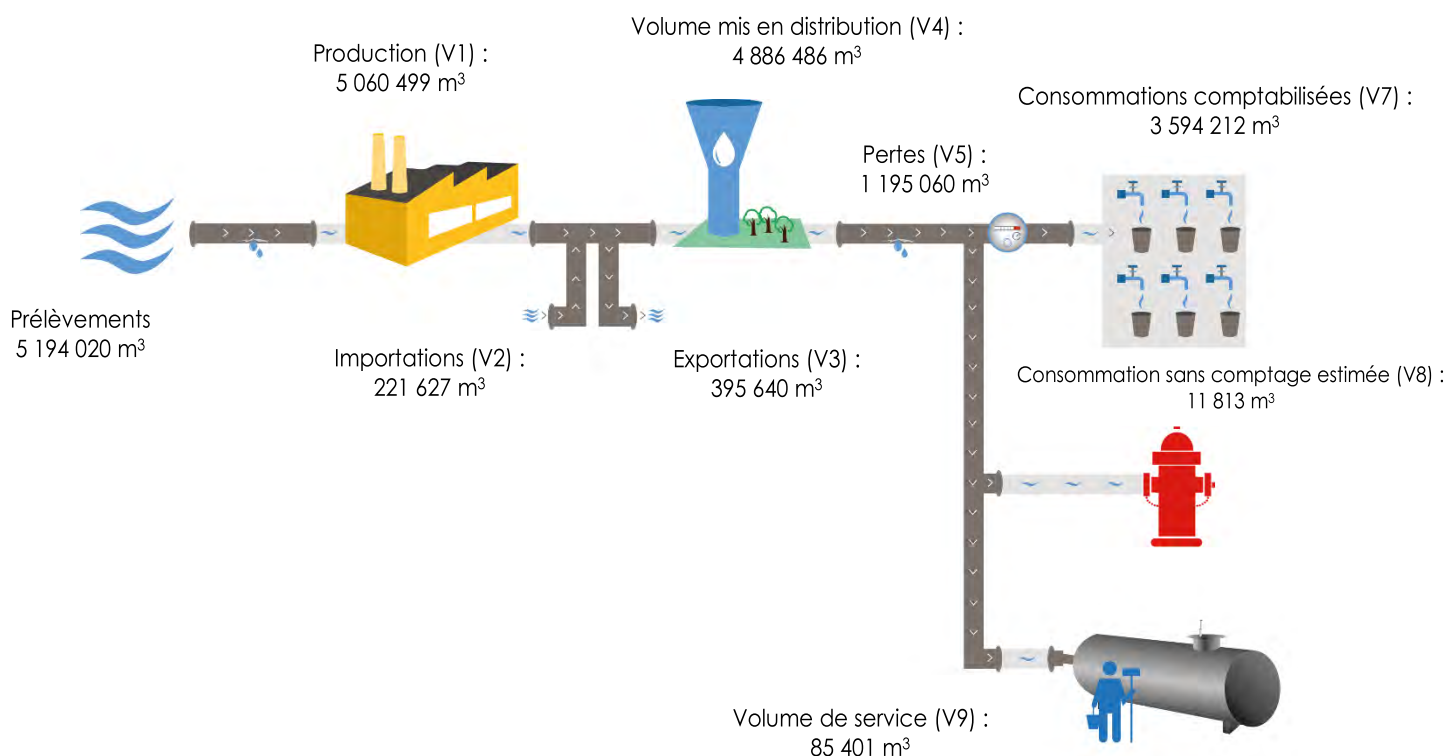 Volume mis en distribution (V4) :
4 886 486 m³
Production (V1) :
5 060 499 m³
Consommations comptabilisées (V7) :
3 594 212 m³
Pertes (V5) :
1 195 060 m³
Prélèvements
5 194 020 m³
Importations (V2) :
221 627 m³
Exportations (V3) :
395 640 m³
Consommation sans comptage estimée (V8) :
11 813 m³
Volume de service (V9) :
85 401 m³